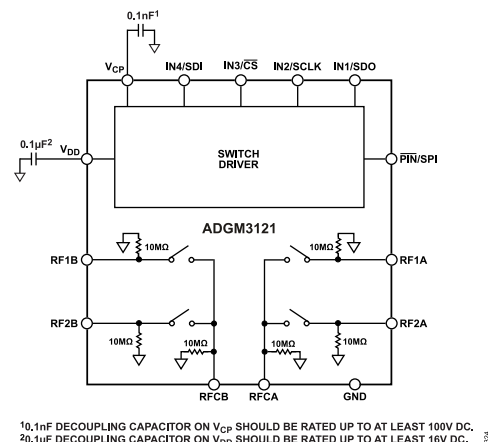 0.1nF¹
VCP IN4/SDI IN3/CS IN2/SCLK IN1/SDO
0.1µF² VDD
SWITCH
DRIVER
PIN/SPI
ADGM3121
10MΩ 10MΩ
RF1B RF1A
RF2B RF2A
10MΩ 10MΩ 10MΩ 10MΩ
RFCB RFCA GND
¹0.1nF DECOUPLING CAPACITOR ON VCP SHOULD BE RATED UP TO AT LEAST 100V DC.
²0.1µF DECOUPLING CAPACITOR ON VDD SHOULD BE RATED UP TO AT LEAST 16V DC.